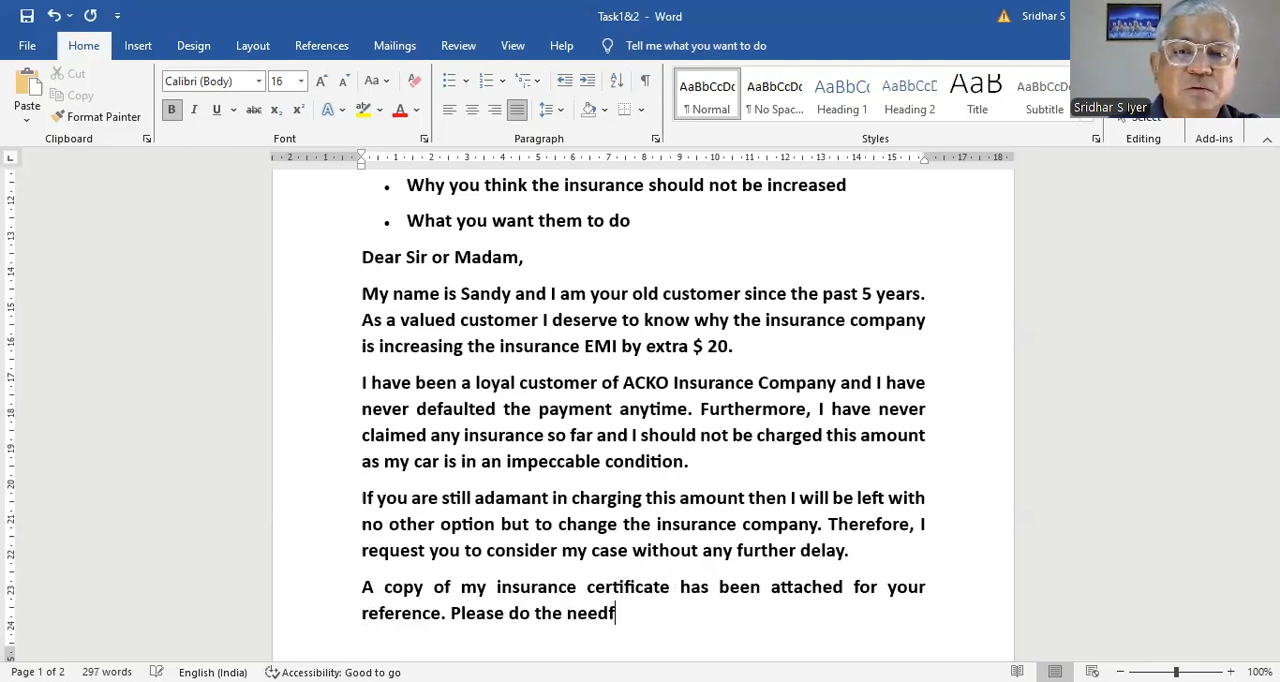 Task1&2 - Word
Sridhar S
File Home Insert Design Layout References Mailings Review View Help Tell me what you want to do
Paste
Cut
Copy
Format Painter
Calibri (Body) 16
AaBbCcDc AaBbCcDc AaBbC AaBbCcD AaB AaBbCcD
¶ Normal ¶ No Spac... Heading 1 Heading 2 Title Subtitle
Sridhar S Iyer
Select
Clipboard Font Paragraph Styles Editing Add-ins
• Why you think the insurance should not be increased
• What you want them to do
Dear Sir or Madam,
My name is Sandy and I am your old customer since the past 5 years.
As a valued customer I deserve to know why the insurance company
is increasing the insurance EMI by extra $ 20.
I have been a loyal customer of ACKO Insurance Company and I have
never defaulted the payment anytime. Furthermore, I have never
claimed any insurance so far and I should not be charged this amount
as my car is in an impeccable condition.
If you are still adamant in charging this amount then I will be left with
no other option but to change the insurance company. Therefore, I
request you to consider my case without any further delay.
A copy of my insurance certificate has been attached for your
reference. Please do the needf
Page 1 of 2 297 words English (India) Accessibility: Good to go 100%